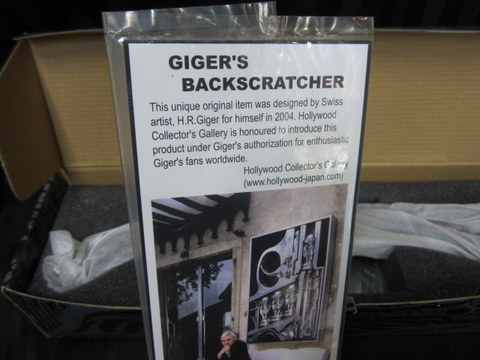 GIGER'S
BACKSCRATCHER
This unique original item was designed by Swiss
artist, H.R.Giger for himself in 2004. Hollywood
Collector's Gallery is honoured to introduce this
product under Giger's authorization for enthusiastic
Giger's fans worldwide.
Hollywood Collector's Gallery
(www.hollywood-japan.com)